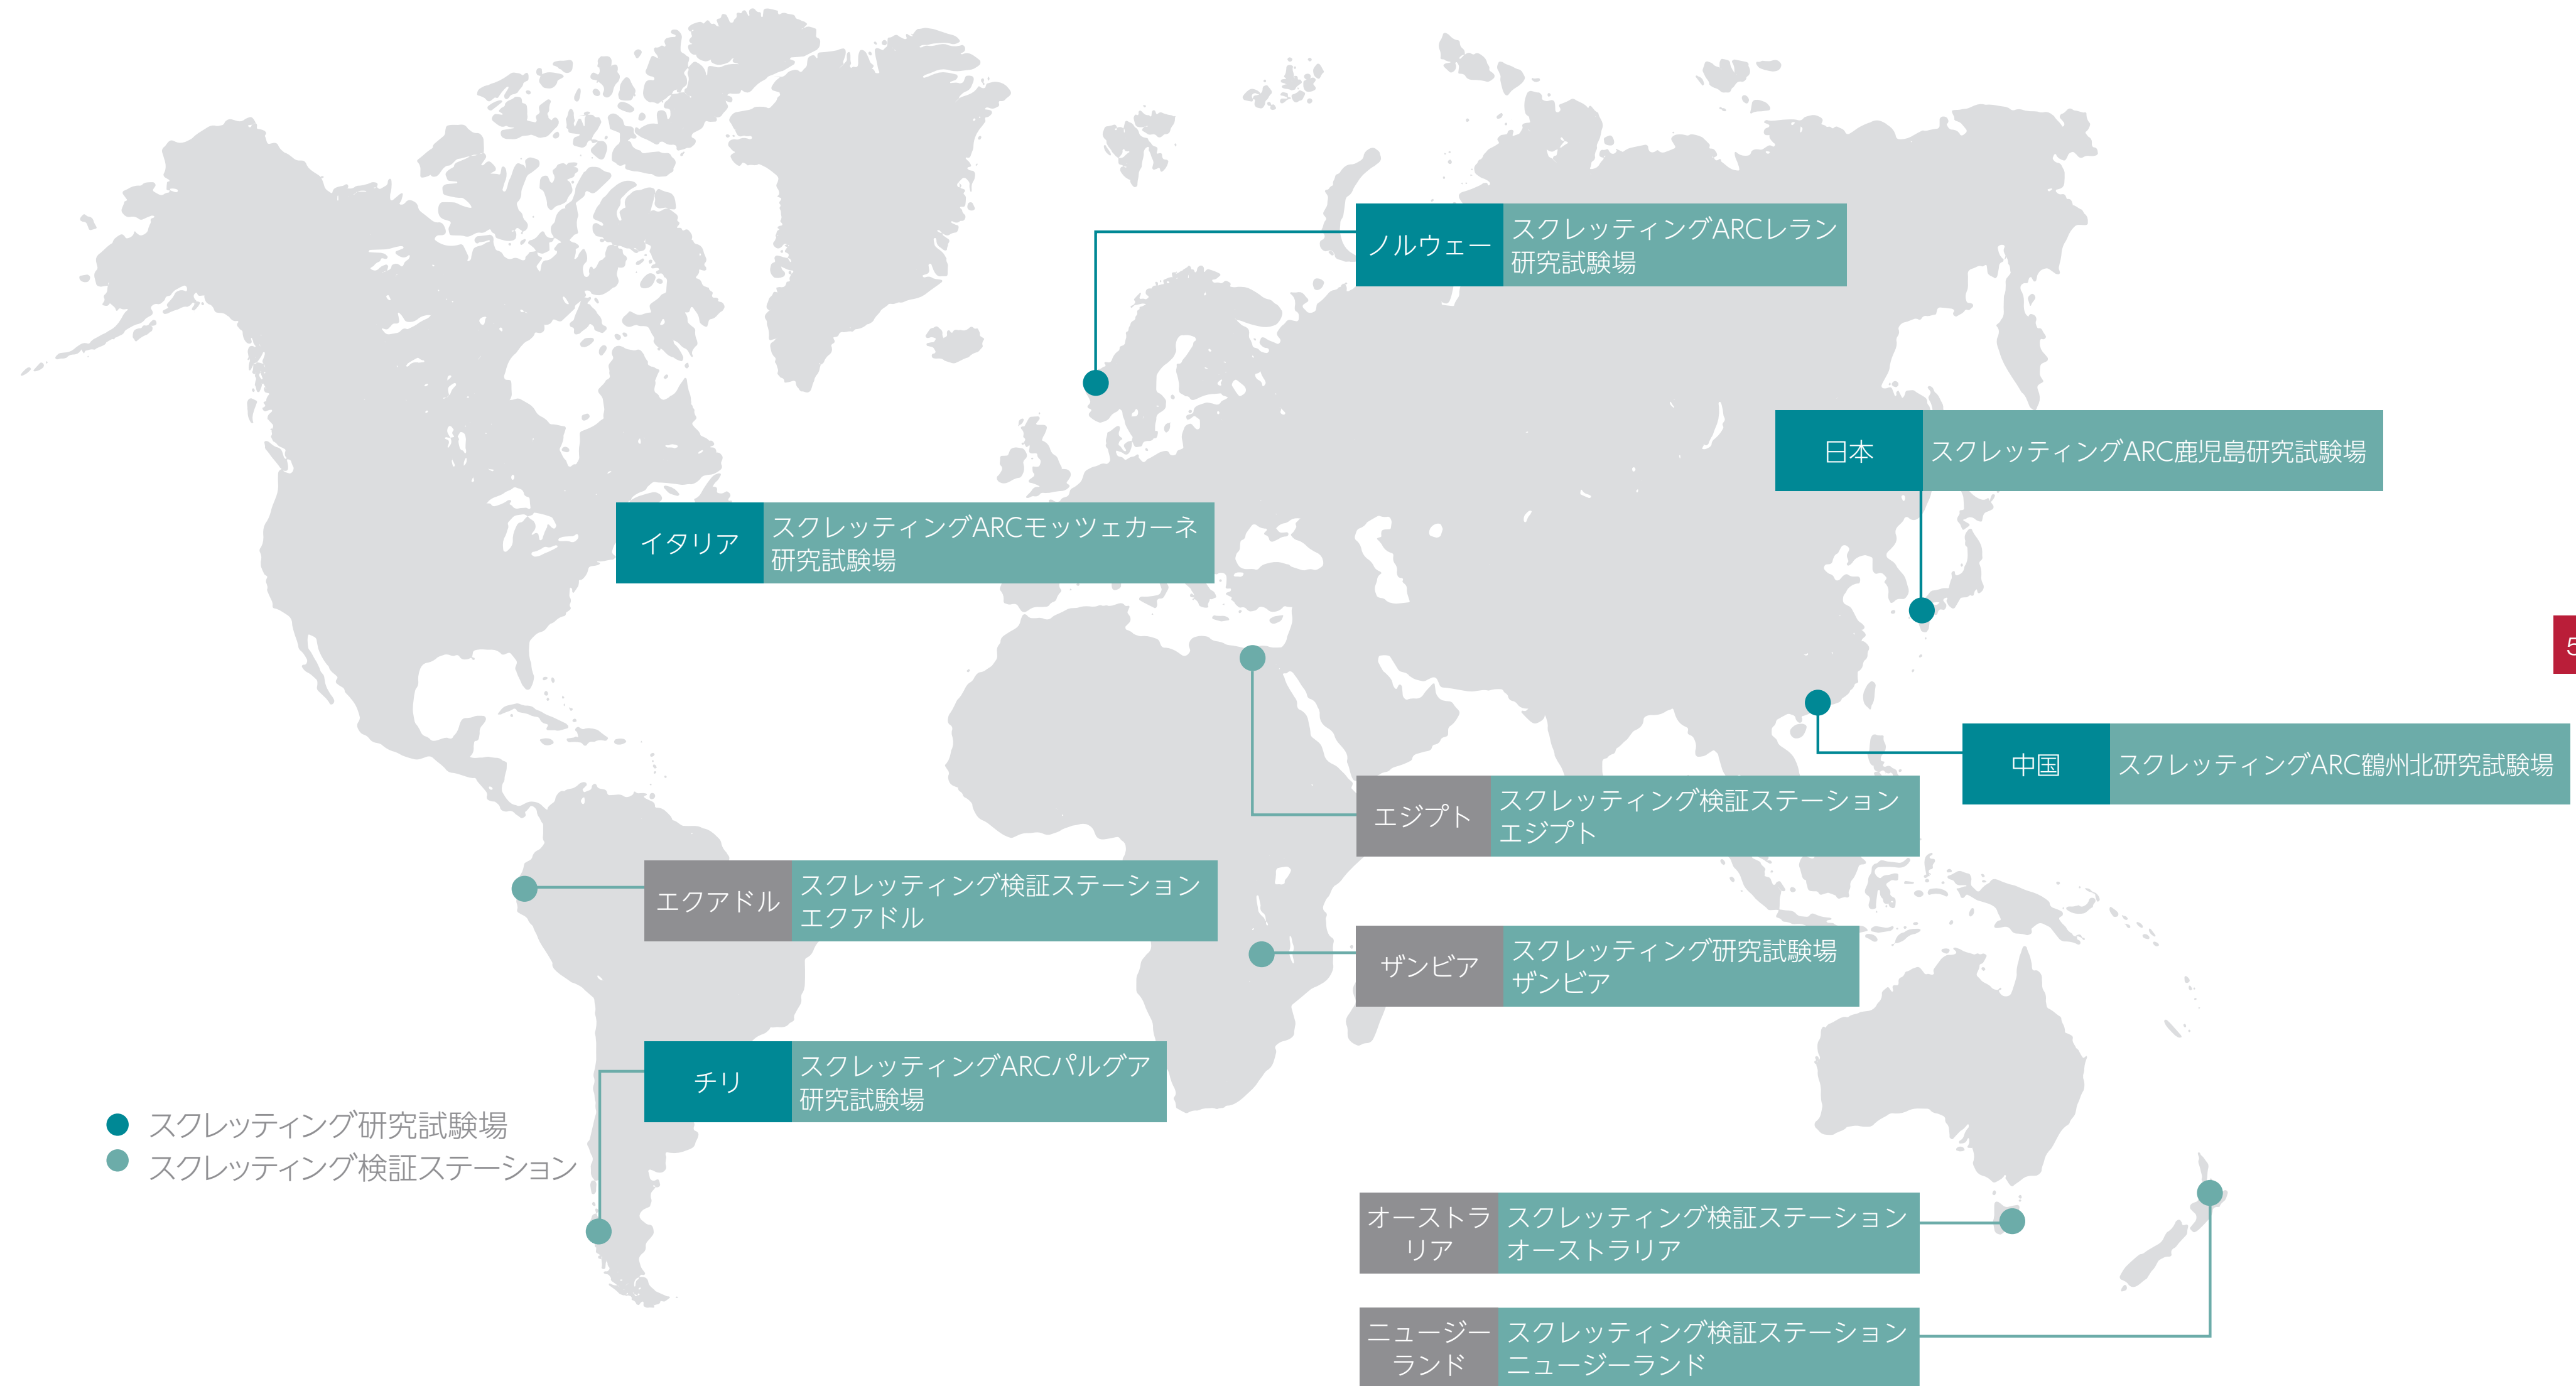 ノルウェー
スクレッティングARCレラン
研究試験場
日本
スクレッティングARC鹿児島研究試験場
イタリア
スクレッティングARCモッツェカーネ
研究試験場
5
中国
スクレッティングARC鶴州北研究試験場
エジプト
スクレッティング検証ステーション
エジプト
エクアドル
スクレッティング検証ステーション
エクアドル
ザンビア
スクレッティング研究試験場
ザンビア
チリ
スクレッティングARCパルグア
研究試験場
スクレッティング研究試験場
スクレッティング検証ステーション
オーストラ
リア
スクレッティング検証ステーション
オーストラリア
ニュージー
ランド
スクレッティング検証ステーション
ニュージーランド